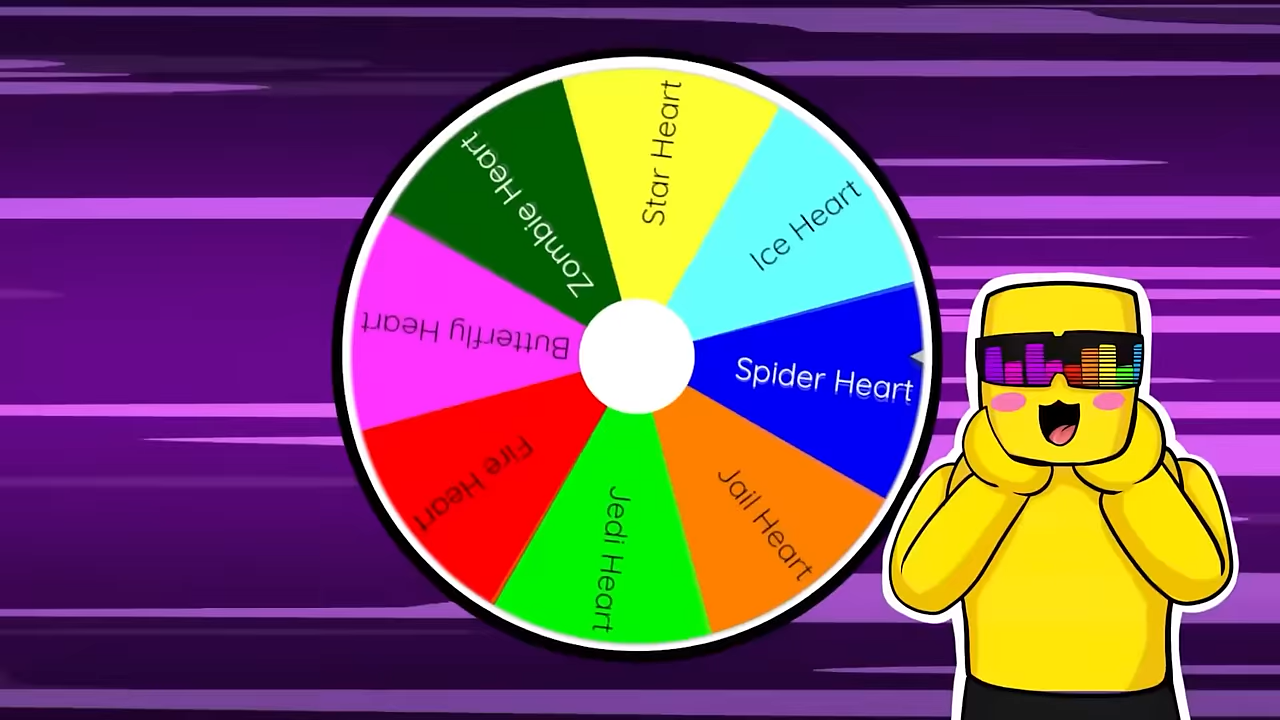 Star Heart
Ice Heart
Spider Heart
Jail Heart
Jedi Heart
Fire Heart
Butterfly Heart
Zombie Heart